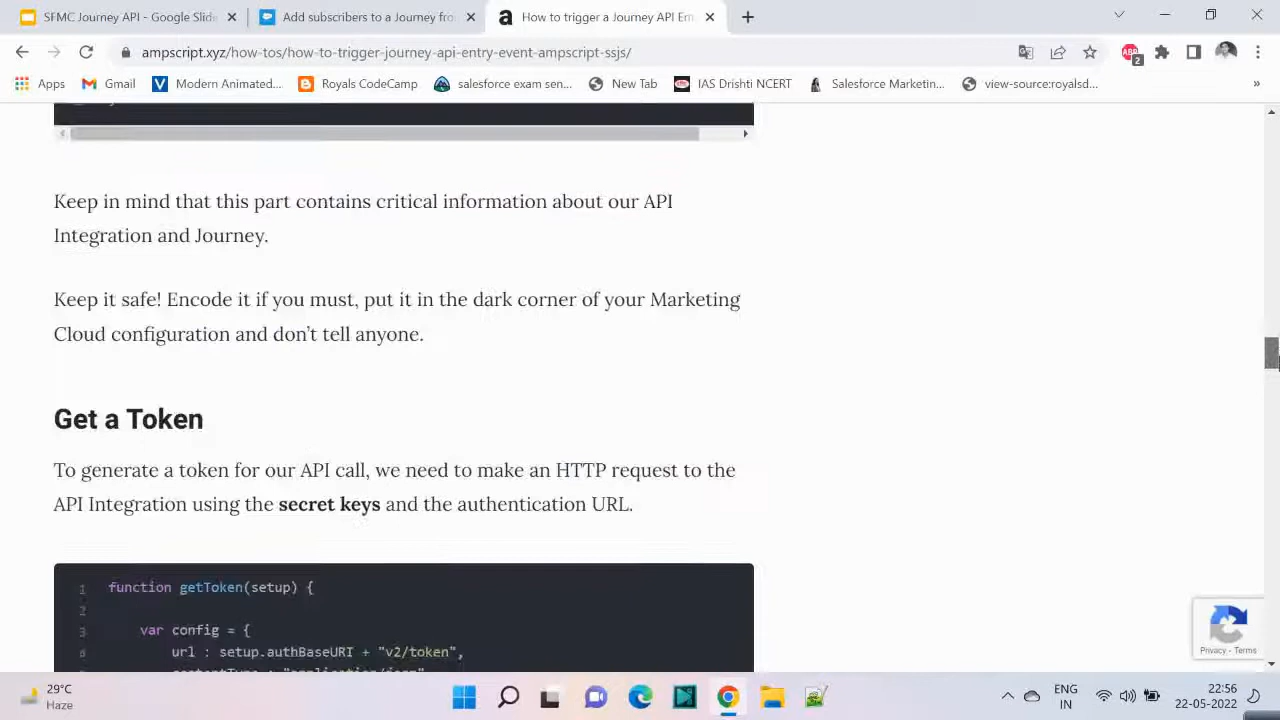 SFMC Journey API - Google Slide
Add subscribers to a Journey from
How to trigger a Journey API En
ampscript.xyz/how-tos/how-to-trigger-journey-api-entry-event-ampscript-ssjs/
2
Apps
Gmail
Modern Animated...
Royals CodeCamp
salesforce exam sen...
New Tab
IAS Drishti NCERT
Salesforce Marketin...
view-source:royalsd...
»
Keep in mind that this part contains critical information about our API
Integration and Journey.
Keep it safe! Encode it if you must, put it in the dark corner of your Marketing
Cloud configuration and don't tell anyone.
Get a Token
To generate a token for our API call, we need to make an HTTP request to the
API Integration using the secret keys and the authentication URL.
1 function getToken(setup) {
2
3 var config = {
4 url : setup.authBaseURI + "v2/token",
Privacy - Terms
29°C
Haze
ENG
IN
22:56
22-05-2022